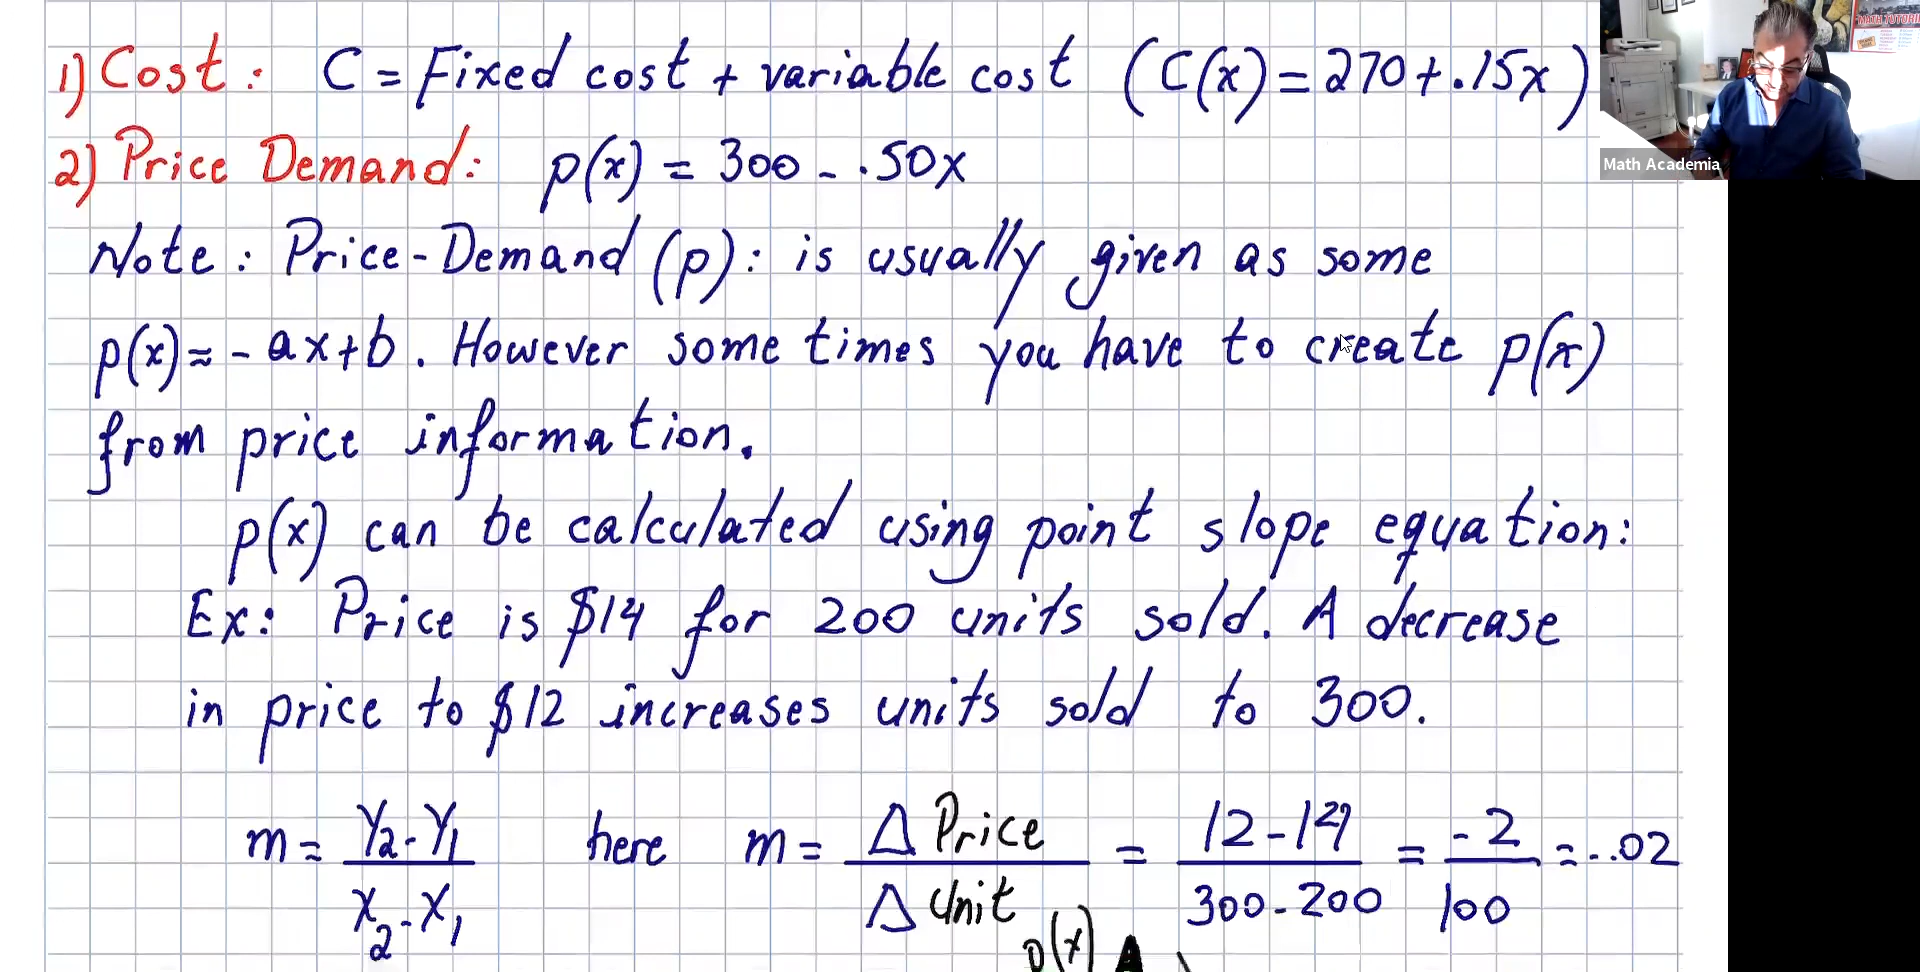 1) Cost: C = Fixed cost + variable cost (C(x) = 270 + .15x)
2) Price Demand: p(x) = 300 - .50x
Note: Price-Demand (p): is usually given as some
p(x) = - ax + b. However some times you have to create p(x)
from price information.
p(x) can be calculated using point slope equation:
Ex: Price is $14 for 200 units sold. A decrease
in price to $12 increases units sold to 300.
m = Y2 - Y1 / X2 - X1 here m = Δ Price / Δ Unit = 12 - 14 / 300 - 200 = -2 / 100 = -.02
p(x)
Math Academia